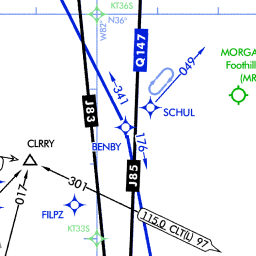 KT36S
W82°
N36°
Q147
MORGA
Foothil
(MR
049
341
J83
SCHUL
BENBY
176
CLRRY
J85
301
017
FILPZ
115.0 CLT(L) 97
KT33S